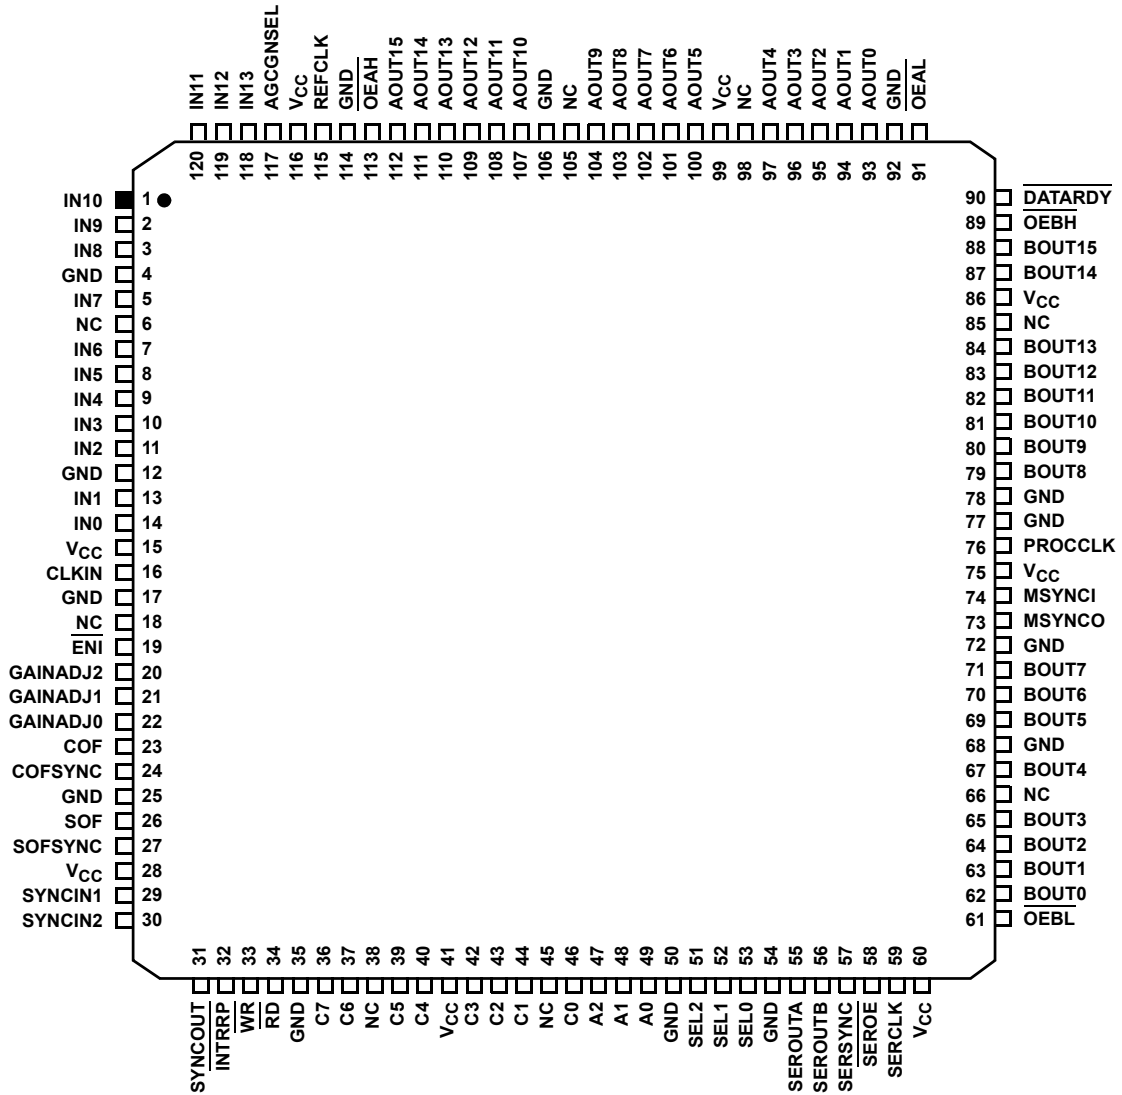 IN11 IN12 IN13 AGCGNSEL VCC REFCLK GND OEAH AOUT15 AOUT14 AOUT13 AOUT12 AOUT11 AOUT10 GND NC AOUT9 AOUT8 AOUT7 AOUT6 AOUT5 VCC NC AOUT4 AOUT3 AOUT2 AOUT1 AOUT0 GND OEAL
120 119 118 117 116 115 114 113 112 111 110 109 108 107 106 105 104 103 102 101 100 99 98 97 96 95 94 93 92 91
IN10 1 90 DATARDY
IN9 2 89 OEBH
IN8 3 88 BOUT15
GND 4 87 BOUT14
IN7 5 86 VCC
NC 6 85 NC
IN6 7 84 BOUT13
IN5 8 83 BOUT12
IN4 9 82 BOUT11
IN3 10 81 BOUT10
IN2 11 80 BOUT9
GND 12 79 BOUT8
IN1 13 78 GND
IN0 14 77 GND
VCC 15 76 PROCCLK
CLKIN 16 75 VCC
GND 17 74 MSYNCI
NC 18 73 MSYNCO
ENI 19 72 GND
GAINADJ2 20 71 BOUT7
GAINADJ1 21 70 BOUT6
GAINADJ0 22 69 BOUT5
COF 23 68 GND
COFSYNC 24 67 BOUT4
GND 25 66 NC
SOF 26 65 BOUT3
SOFSYNC 27 64 BOUT2
VCC 28 63 BOUT1
SYNCIN1 29 62 BOUT0
SYNCIN2 30 61 OEBL
31 32 33 34 35 36 37 38 39 40 41 42 43 44 45 46 47 48 49 50 51 52 53 54 55 56 57 58 59 60
SYNCOUT INTRRP WR RD GND C7 C6 NC C5 C4 VCC C3 C2 C1 NC C0 A2 A1 A0 GND SEL2 SEL1 SEL0 GND SEROUTA SEROUTB SERSYNC SEROE SERCLK VCC